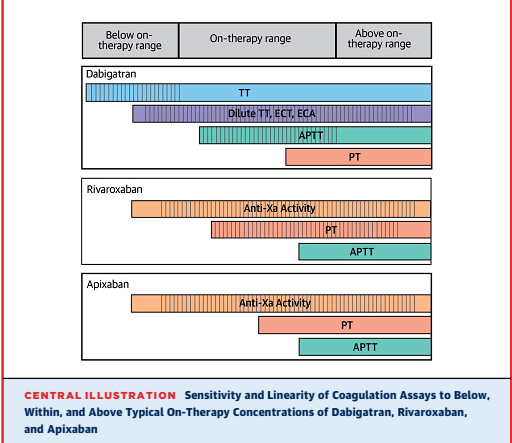 Below on-
therapy range
On-therapy range
Above on-
therapy range
Dabigatran
TT
Dilute TT, ECT, ECA
APTT
PT
Rivaroxaban
Anti-Xa Activity
PT
APTT
Apixaban
Anti-Xa Activity
PT
APTT
CENTRAL ILLUSTRATION Sensitivity and Linearity of Coagulation Assays to Below,
Within, and Above Typical On-Therapy Concentrations of Dabigatran, Rivaroxaban,
and Apixaban